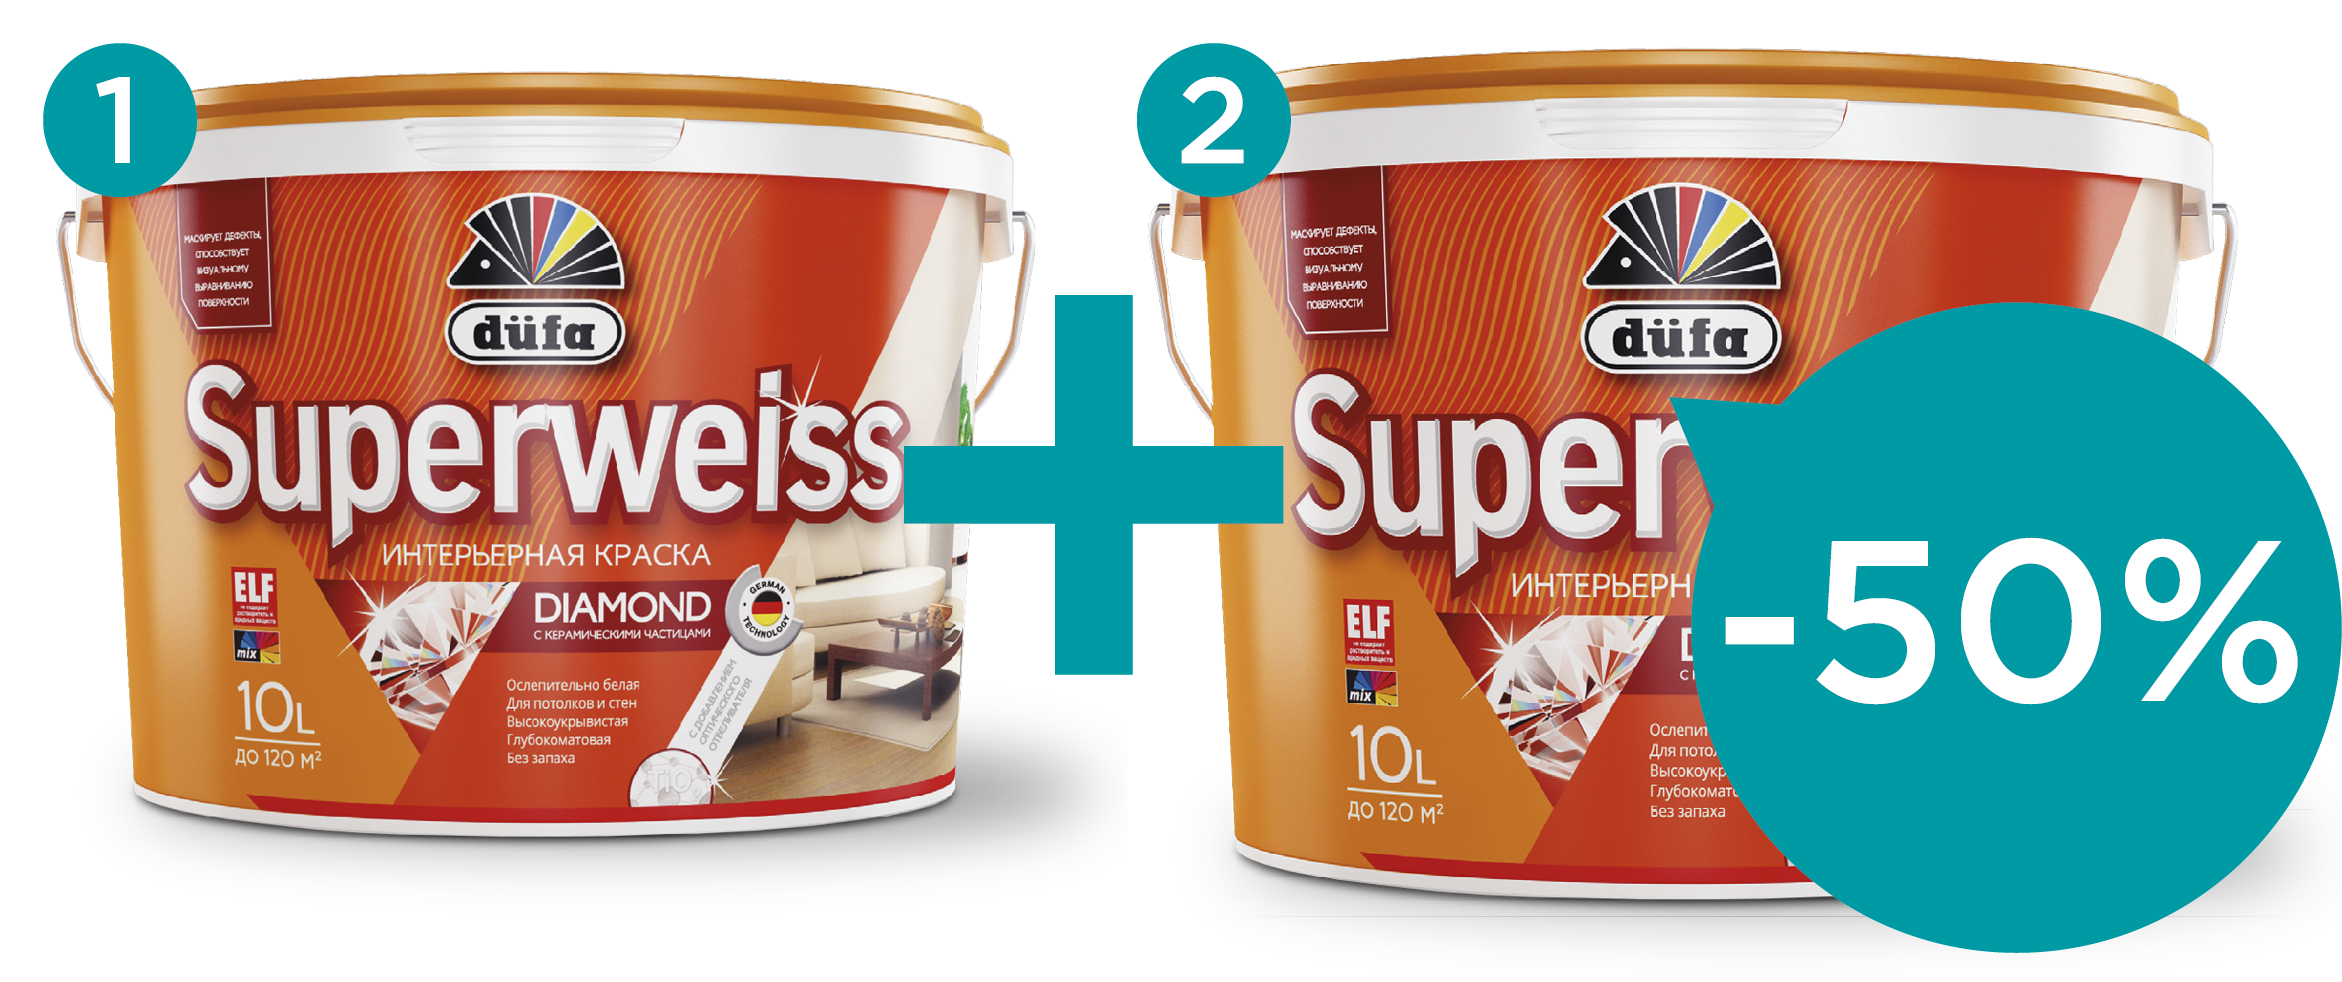 1
МАСКИРУЕТ ДЕФЕКТЫ,
СПОСОБСТВУЕТ
ВИЗУАЛЬНОМУ
ВЫРАВНИВАНИЮ
ПОВЕРХНОСТИ
düfa
Superweiss
ИНТЕРЬЕРНАЯ КРАСКА
ELF
не содержит
растворитель и
вредных веществ
mix
DIAMOND
С КЕРАМИЧЕСКИМИ ЧАСТИЦАМИ
GERMAN
TECHNOLOGY
10L
ДО 120 М²
Ослепительно белая
Для потолков и стен
Высокоукрывистая
Глубокоматовая
Без запаха
С ДОБАВЛЕНИЕМ
ОПТИЧЕСКОГО
ОТБЕЛИВАТЕЛЯ
TiO
2
МАСКИРУЕТ ДЕФЕКТЫ,
СПОСОБСТВУЕТ
ВИЗУАЛЬНОМУ
ВЫРАВНИВАНИЮ
ПОВЕРХНОСТИ
düfa
Super
ИНТЕРЬЕРН
ELF
не содержит
растворитель и
вредных веществ
mix
10L
ДО 120 М²
Ослепит
Для пото
Высокоукр
Глубокомато
Без запаха
-50%